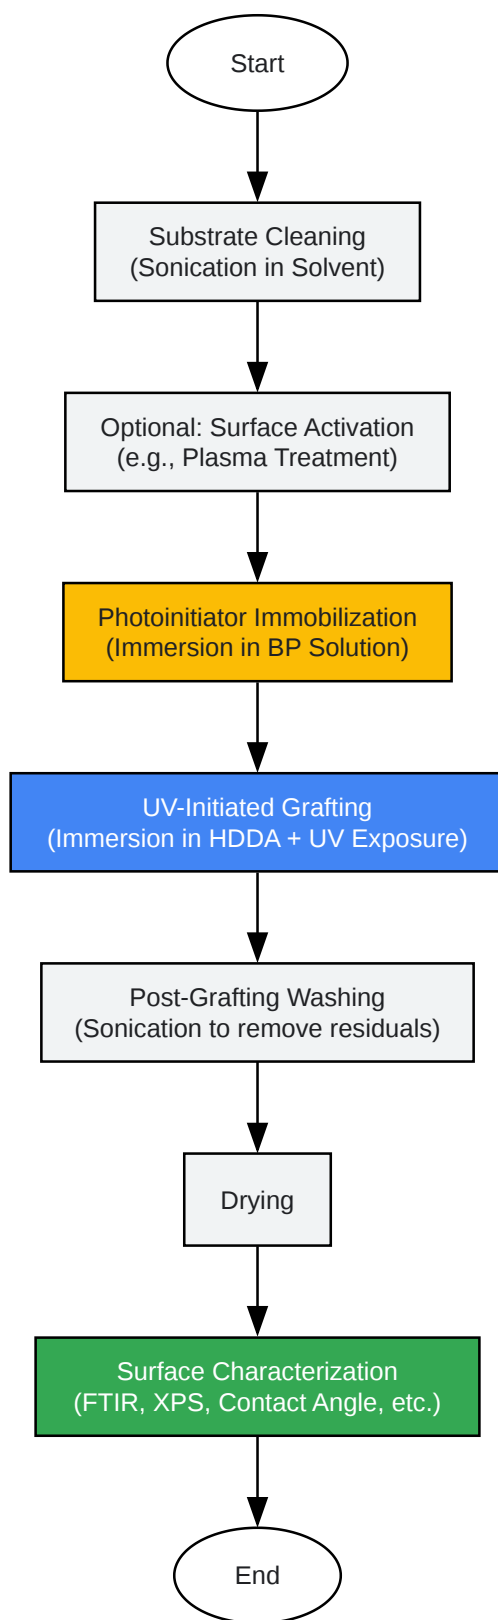 Start
Substrate Cleaning
(Sonication in Solvent)
Optional: Surface Activation
(e.g., Plasma Treatment)
Photoinitiator Immobilization
(Immersion in BP Solution)
UV-Initiated Grafting
(Immersion in HDDA + UV Exposure)
Post-Grafting Washing
(Sonication to remove residuals)
Drying
Surface Characterization
(FTIR, XPS, Contact Angle, etc.)
End